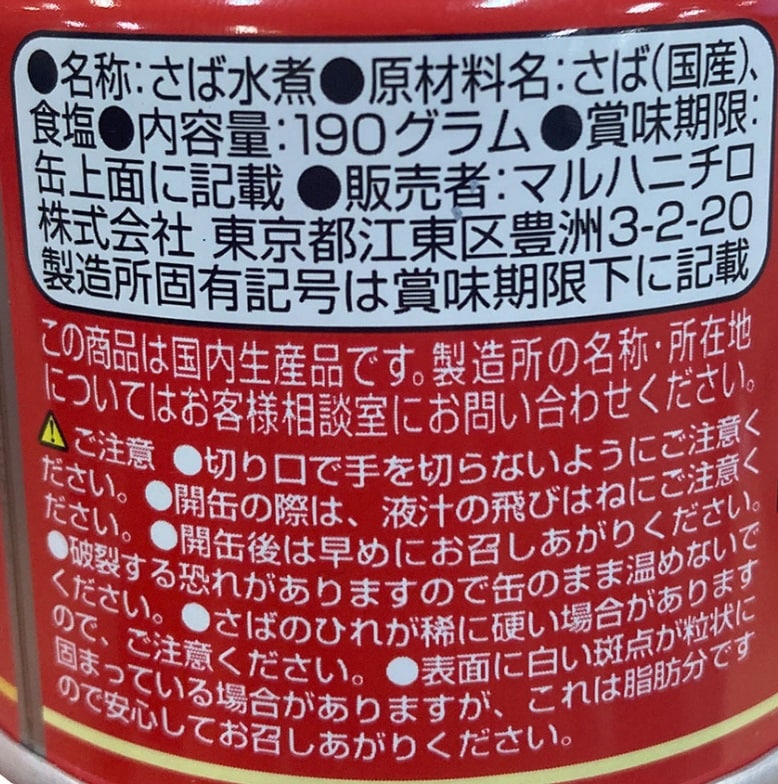 ●名称:さば水煮●原材料名:さば(国産)、
食塩●内容量:190グラム●賞味期限:
缶上面に記載●販売者:マルハニチロ
株式会社 東京都江東区豊洲3-2-20
製造所固有記号は賞味期限下に記載
この商品は国内生産品です。製造所の名称・所在地
についてはお客様相談室にお問い合わせください。
ご注意 ●切り口で手を切らないようにご注意く
ださい。●開缶の際は、液汁の飛びはねにご注意く
ださい。●開缶後は早めにお召しあがりください。
●破裂する恐れがありますので缶のまま温めないで
ください。●さばのひれが稀に硬い場合があります
ので、ご注意ください。●表面に白い斑点が粒状に
固まっている場合がありますが、これは脂肪分です
ので安心してお召しあがりください。